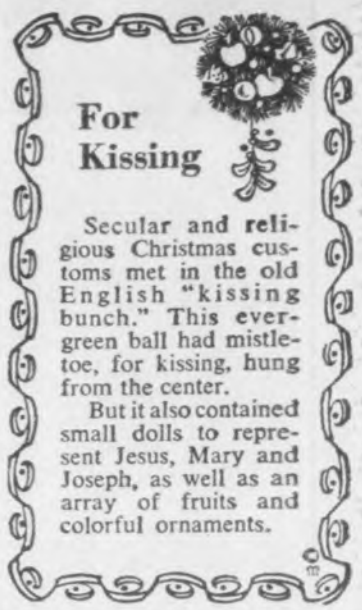 For
Kissing
Secular and reli-
gious Christmas cus-
toms met in the old
English "kissing
bunch." This ever-
green ball had mistle-
toe, for kissing, hung
from the center.
But it also contained
small dolls to repre-
sent Jesus, Mary and
Joseph, as well as an
array of fruits and
colorful ornaments.